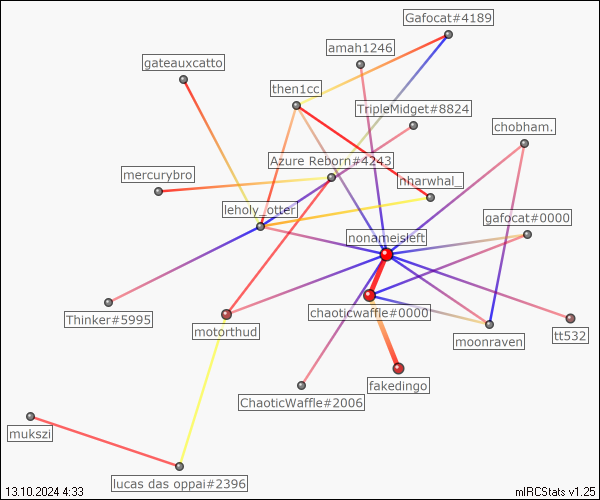 Gafocat#4189
amah1246
gateauxcatto
then1cc
TripleMidget#8824
chobham.
Azure Reborn#4243
mercurybro
nharwhal_
leholy_otter
gafocat#0000
nonameisleft
Thinker#5995
chaoticwaffle#0000
motorthud
moonraven
tt532
fakedingo
ChaoticWaffle#2006
mukszi
lucas das oppai#2396
13.10.2024 4:33
mIRCStats v1.25